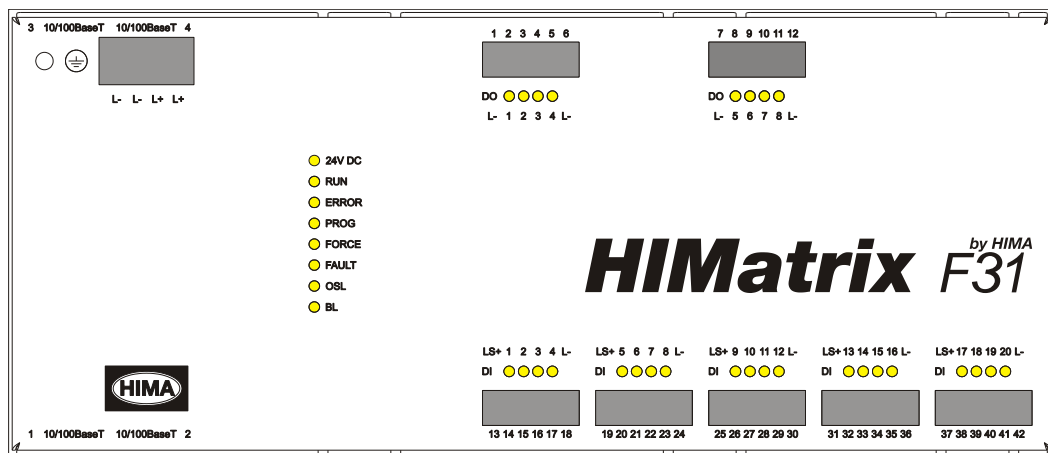 3 10/100BaseT 10/100BaseT 4
L- L- L+ L+
1 2 3 4 5 6
DO
L- 1 2 3 4 L-
7 8 9 10 11 12
DO
L- 5 6 7 8 L-
24V DC
RUN
ERROR
PROG
FORCE
FAULT
OSL
BL
by HIMA
HIMatrix F31
LS+ 1 2 3 4 L-
DI
13 14 15 16 17 18
LS+ 5 6 7 8 L-
DI
19 20 21 22 23 24
LS+ 9 10 11 12 L-
DI
25 26 27 28 29 30
LS+ 13 14 15 16 L-
DI
31 32 33 34 35 36
LS+ 17 18 19 20 L-
DI
37 38 39 40 41 42
HIMA
1 10/100BaseT 10/100BaseT 2